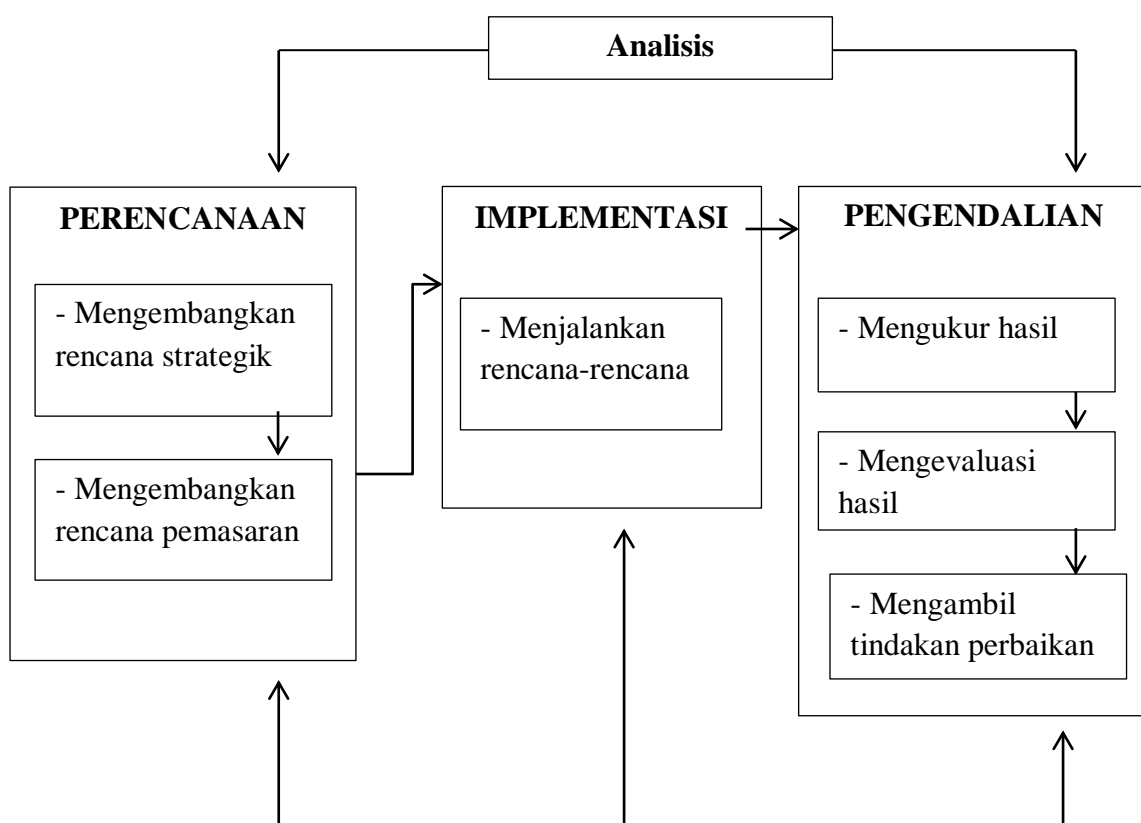 Analisis
PERENCANAAN
- Mengembangkan
rencana strategik
- Mengembangkan
rencana pemasaran
IMPLEMENTASI
- Menjalankan
rencana-rencana
PENGENDALIAN
- Mengukur hasil
- Mengevaluasi
hasil
- Mengambil
tindakan perbaikan